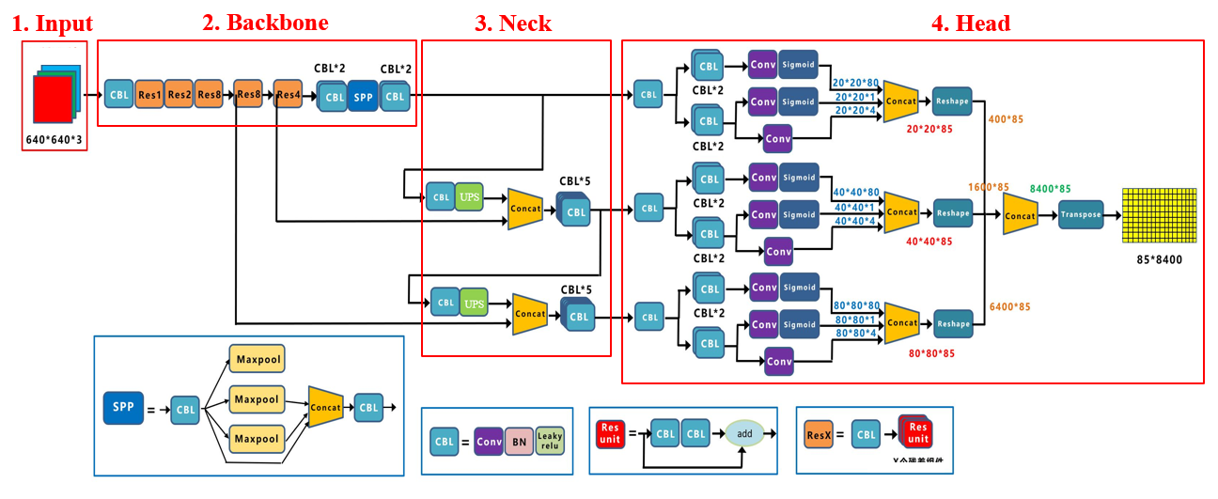 1. Input
2. Backbone
3. Neck
4. Head
640*640*3
CBL
Res1
Res2
Res8
Res8
Res4
CBL*2
CBL
SPP
CBL*2
CBL
CBL
UPS
Concat
CBL*5
CBL
CBL
UPS
Concat
CBL*5
CBL
CBL
CBL
CBL*2
CBL
CBL*2
Conv
Sigmoid
Conv
Sigmoid
Conv
20*20*80
20*20*1
20*20*4
Concat
20*20*85
Reshape
400*85
CBL
CBL
CBL*2
CBL
CBL*2
Conv
Sigmoid
Conv
Sigmoid
Conv
40*40*80
40*40*1
40*40*4
Concat
40*40*85
Reshape
1600*85
CBL
CBL
CBL*2
CBL
CBL*2
Conv
Sigmoid
Conv
Sigmoid
Conv
80*80*80
80*80*1
80*80*4
Concat
80*80*85
Reshape
6400*85
Concat
8400*85
Transpose
85*8400
SPP
=
CBL
Maxpool
Maxpool
Maxpool
Concat
CBL
CBL
=
Conv
BN
Leaky
relu
Res
unit
=
CBL
CBL
add
ResX
=
CBL
Res
unit